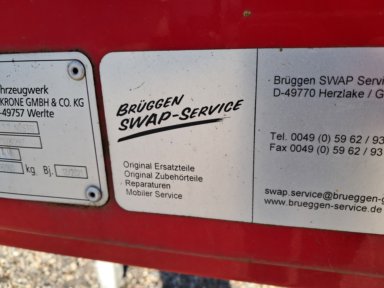 hrzeugwerk
KRONE GMBH & CO. KG
-49757 Werlte
kg Bj.
BRÜGGEN
SWAP-SERVICE
Original Ersatzteile
Original Zubehörteile
Reparaturen
Mobiler Service
Brüggen SWAP Servi
D-49770 Herzlake / G
Tel. 0049 (0) 59 62 / 93
Fax 0049 (0) 59 62 / 93
swap.service@brueggen-g
www.brueggen-service.de